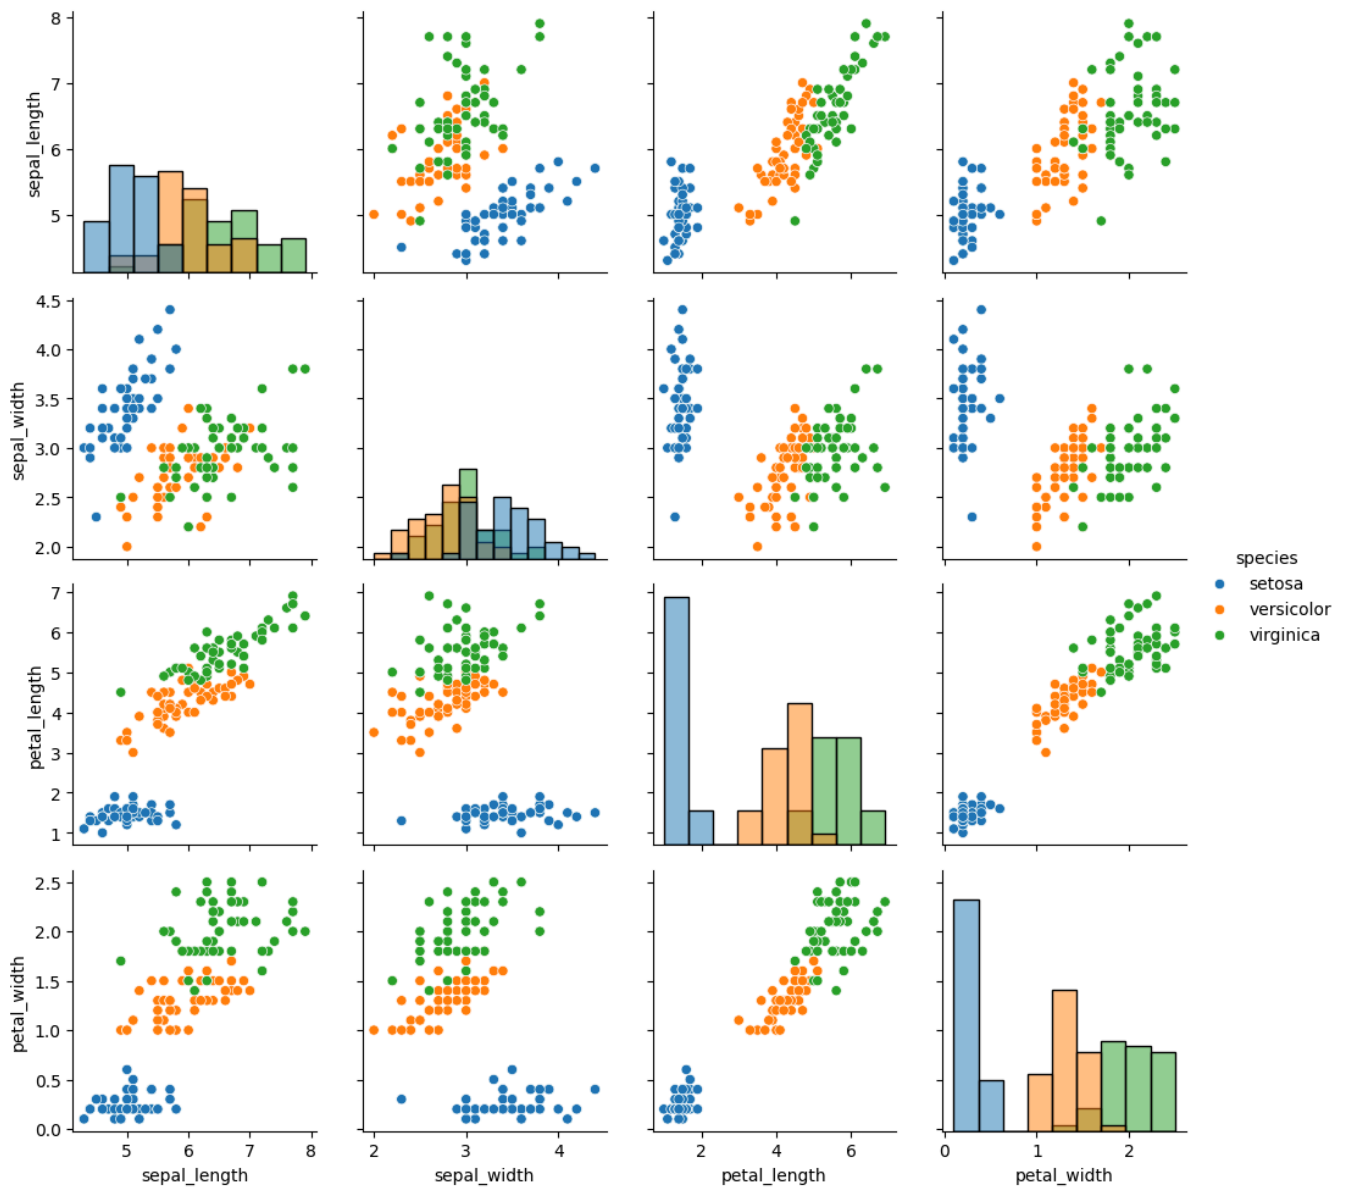 8
7
6
5
sepal_length
4.5
4.0
3.5
3.0
2.5
2.0
sepal_width
7
6
5
4
3
2
1
petal_length
2.5
2.0
1.5
1.0
0.5
0.0
petal_width
5 6 7 8
sepal_length
2 3 4
sepal_width
2 4 6
petal_length
0 1 2
petal_width
species
setosa
versicolor
virginica